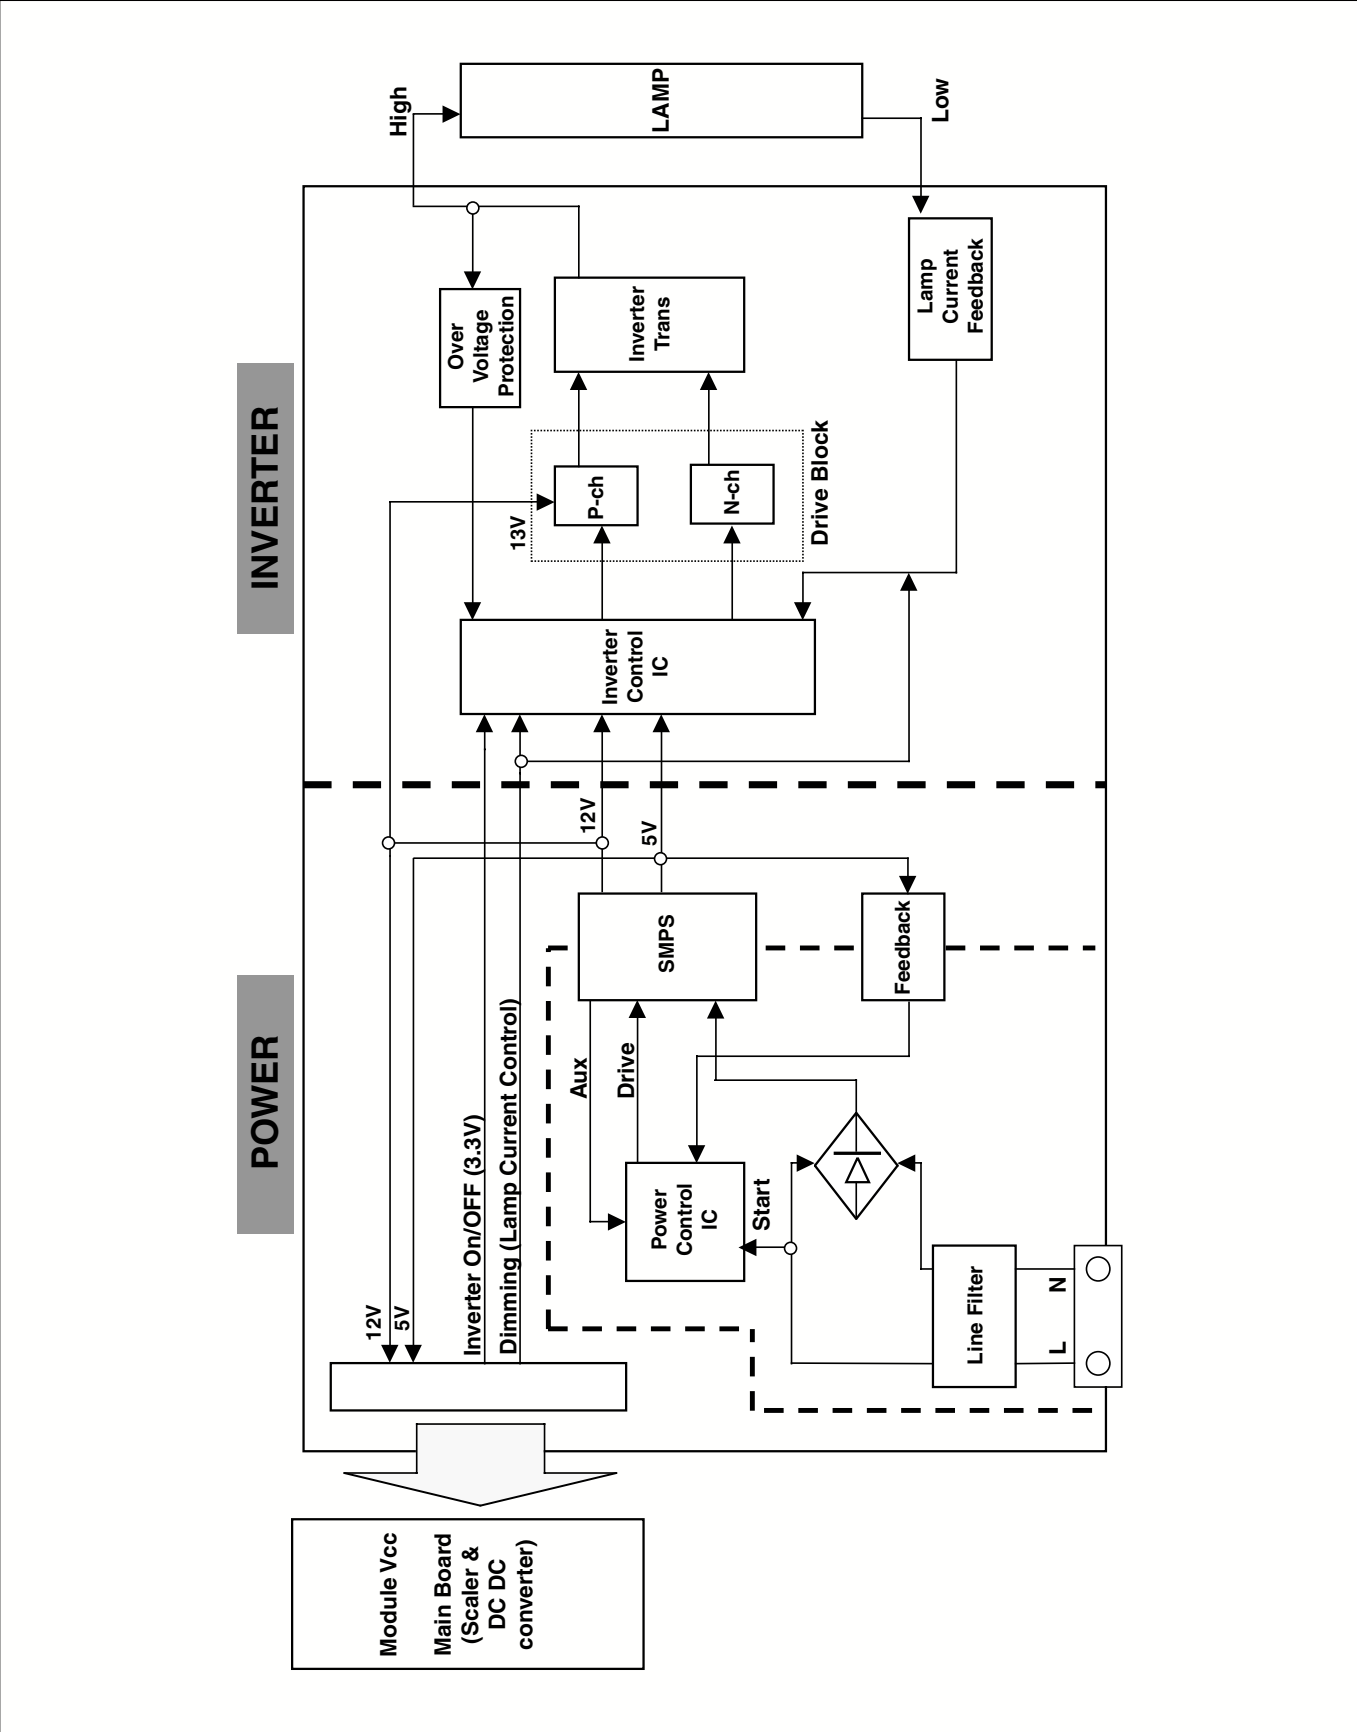 POWER
INVERTER
Module Vcc
Main Board
(Scaler &
DC DC
converter)
12V
5V
Inverter On/OFF (3.3V)
Dimming (Lamp Current Control)
Aux
Drive
Power
Control
IC
Start
Line Filter
L
N
SMPS
Feedback
12V
5V
Inverter
Control
IC
13V
P-ch
N-ch
Drive Block
Over
Voltage
Protection
Inverter
Trans
Lamp
Current
Feedback
High
LAMP
Low